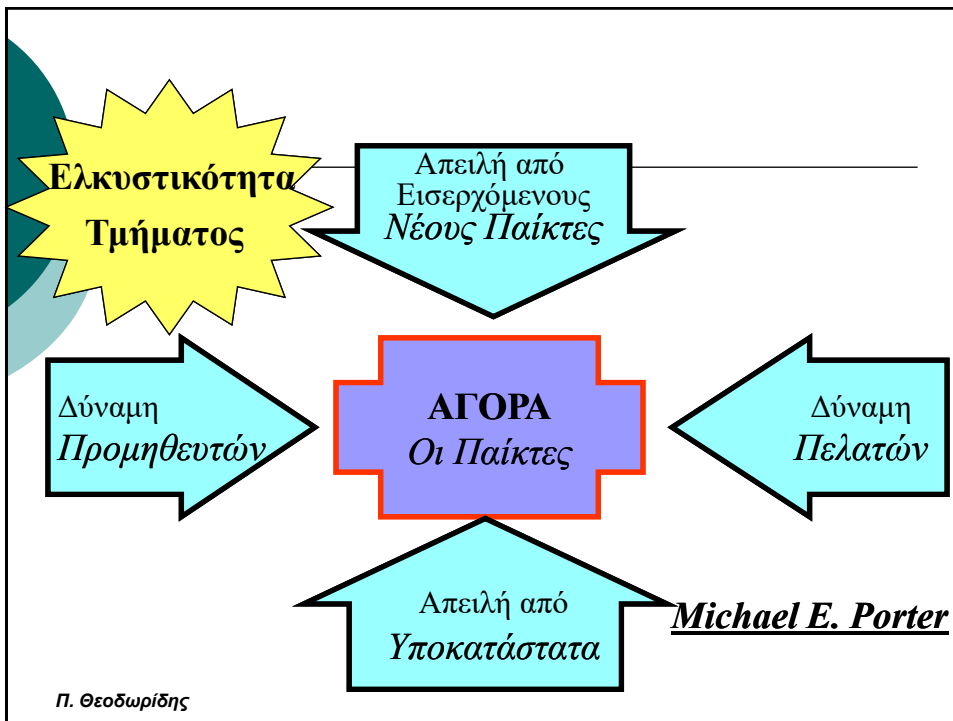 Ελκυστικότητα
Τμήματος
Απειλή από
Εισερχόμενους
Νέους Παίκτες
Δύναμη
Προμηθευτών
ΑΓΟΡΑ
Οι Παίκτες
Δύναμη
Πελατών
Απειλή από
Υποκατάστατα
Michael E. Porter
Π. Θεοδωρίδης